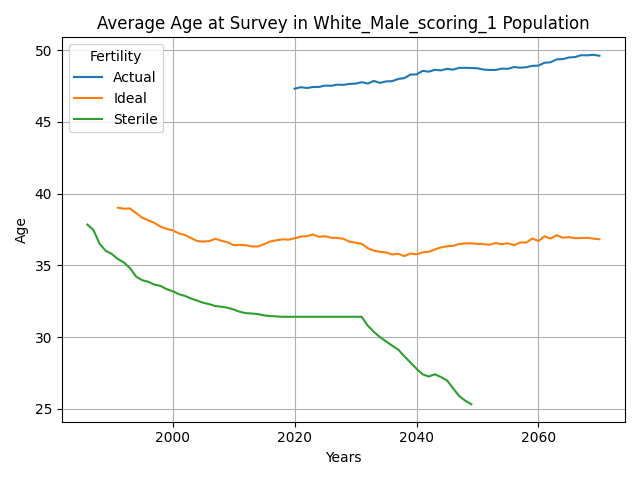 Average Age at Survey in White_Male_scoring_1 Population
Fertility
Actual
Ideal
Sterile
50
45
40
35
30
25
Age
2000
2020
2040
2060
Years